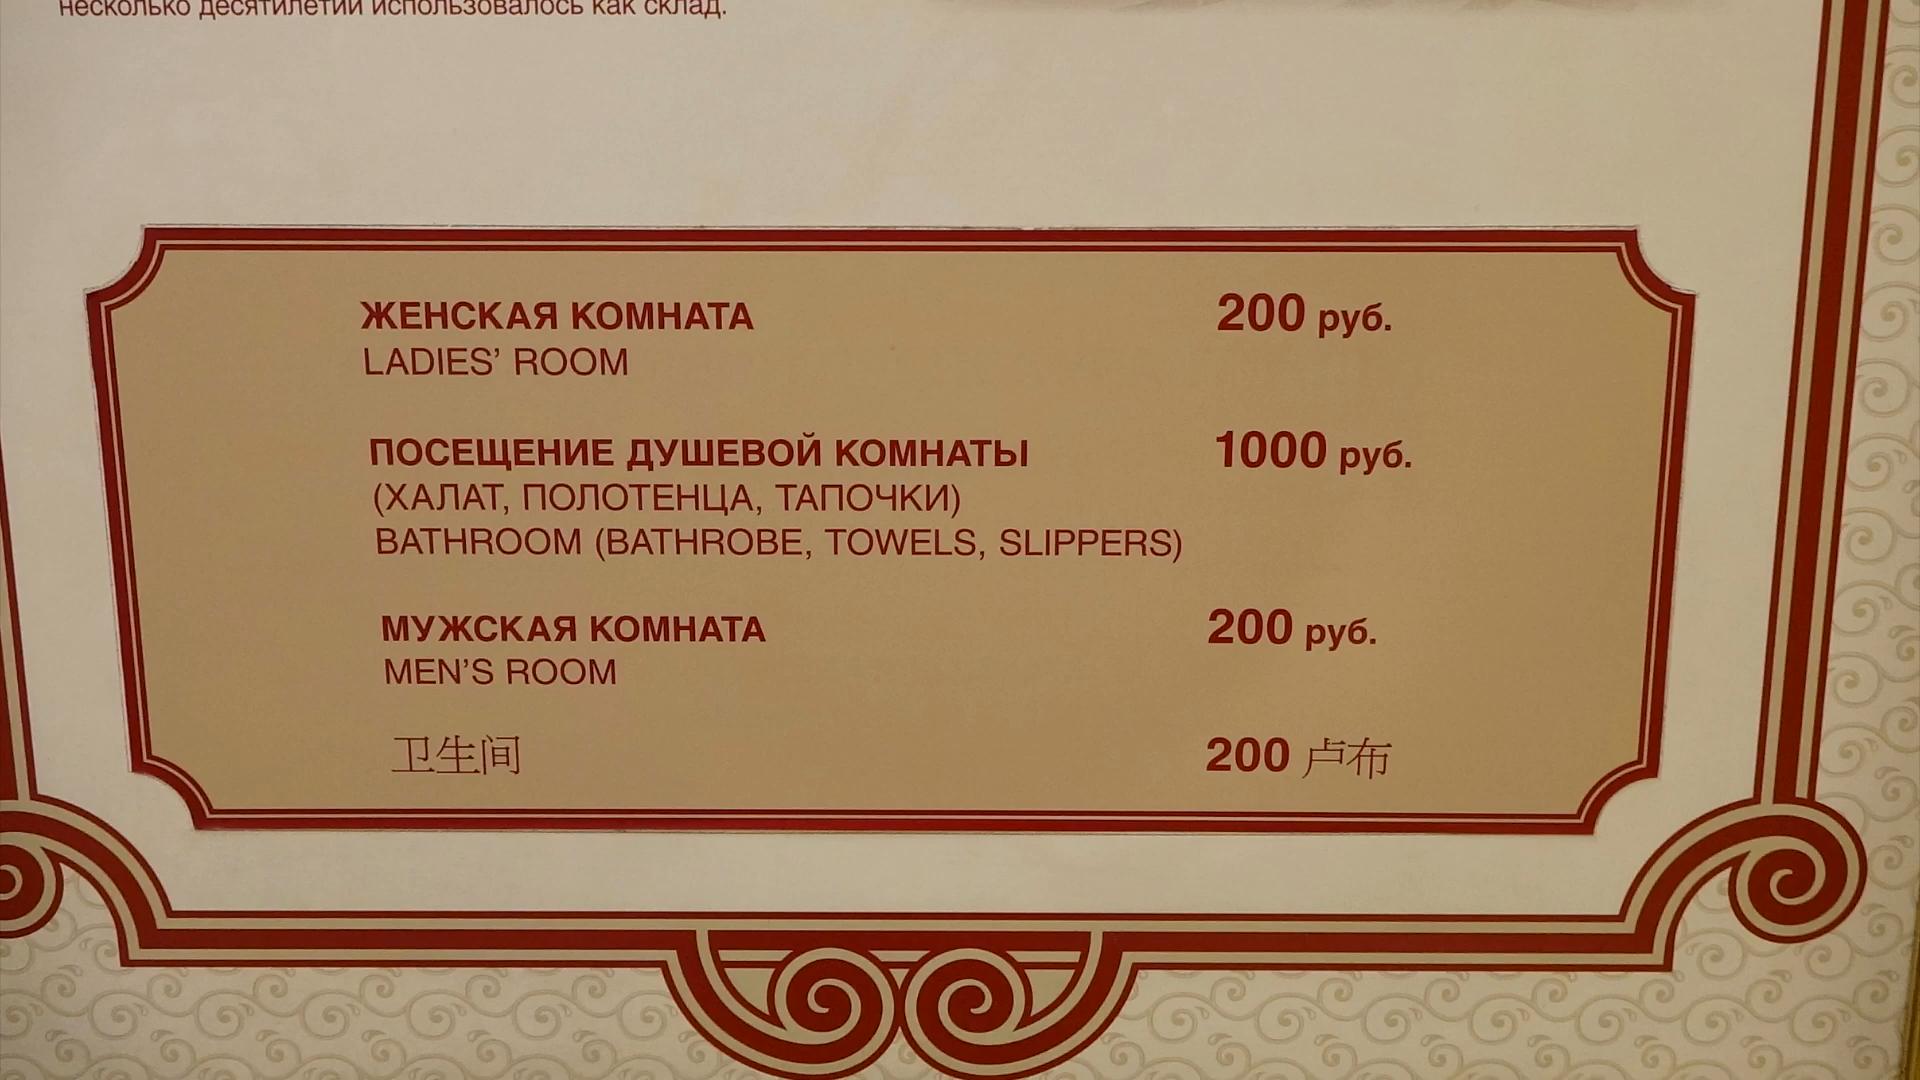 несколько десятилетий использовалось как склад.
ЖЕНСКАЯ КОМНАТА 200 руб.
LADIES’ ROOM
ПОСЕЩЕНИЕ ДУШЕВОЙ КОМНАТЫ 1000 руб.
(ХАЛАТ, ПОЛОТЕНЦА, ТАПОЧКИ)
BATHROOM (BATHROBE, TOWELS, SLIPPERS)
МУЖСКАЯ КОМНАТА 200 руб.
MEN’S ROOM
卫生间 200 卢布